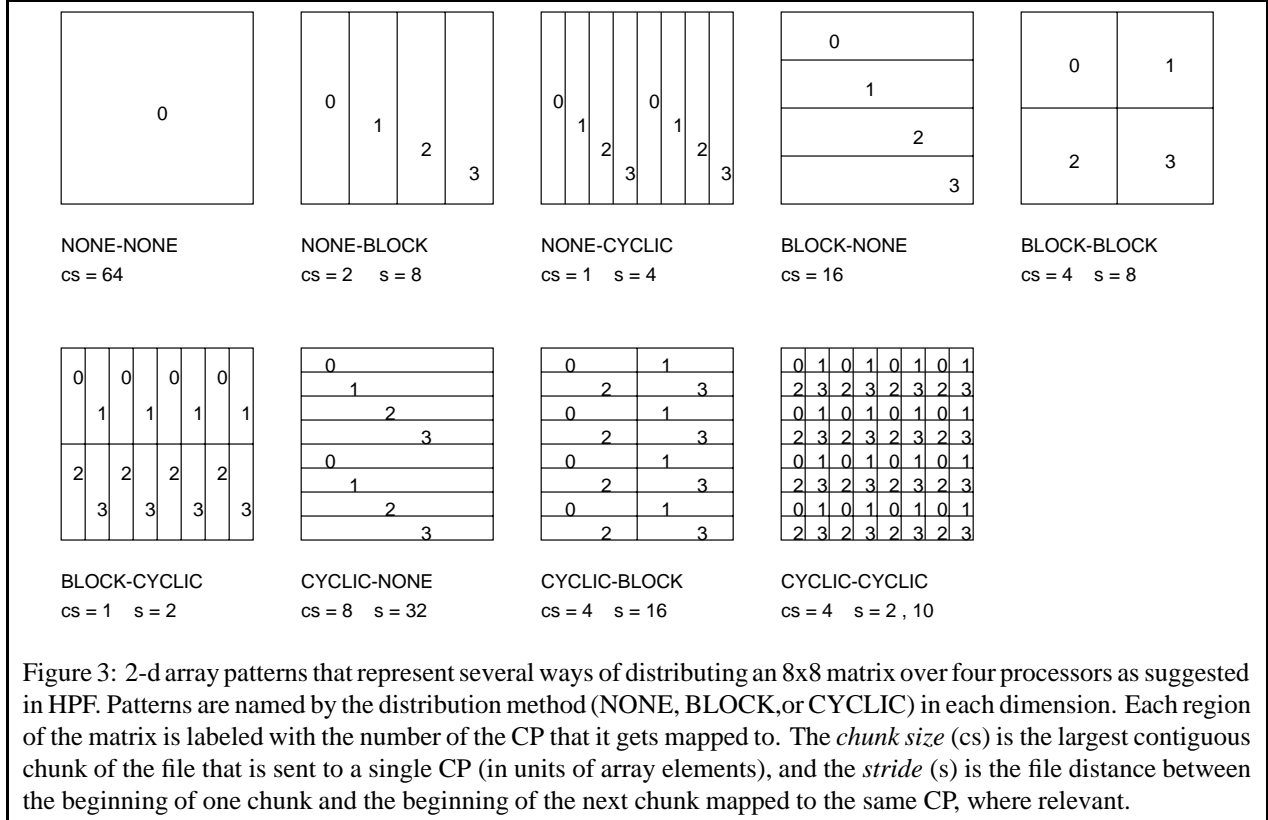 0
0
1
2
3
0
1
2
3
0
1
2
3
0
1
2
3
0 1
2 3
NONE-NONE
cs = 64
NONE-BLOCK
cs = 2 s = 8
NONE-CYCLIC
cs = 1 s = 4
BLOCK-NONE
cs = 16
BLOCK-BLOCK
cs = 4 s = 8
0 0 0 0
1 1 1 1
2 2 2 2
3 3 3 3
0
1
2
3
0
1
2
3
0 1
2 3
0 1
2 3
0 1
2 3
0 1
2 3
0 1 0 1 0 1 0 1
2 3 2 3 2 3 2 3
0 1 0 1 0 1 0 1
2 3 2 3 2 3 2 3
0 1 0 1 0 1 0 1
2 3 2 3 2 3 2 3
0 1 0 1 0 1 0 1
2 3 2 3 2 3 2 3
BLOCK-CYCLIC
cs = 1 s = 2
CYCLIC-NONE
cs = 8 s = 32
CYCLIC-BLOCK
cs = 4 s = 16
CYCLIC-CYCLIC
cs = 4 s = 2 , 10
Figure 3: 2-d array patterns that represent several ways of distributing an 8x8 matrix over four processors as suggested
in HPF. Patterns are named by the distribution method (NONE, BLOCK,or CYCLIC) in each dimension. Each region
of the matrix is labeled with the number of the CP that it gets mapped to. The chunk size (cs) is the largest contiguous
chunk of the file that is sent to a single CP (in units of array elements), and the stride (s) is the file distance between
the beginning of one chunk and the beginning of the next chunk mapped to the same CP, where relevant.